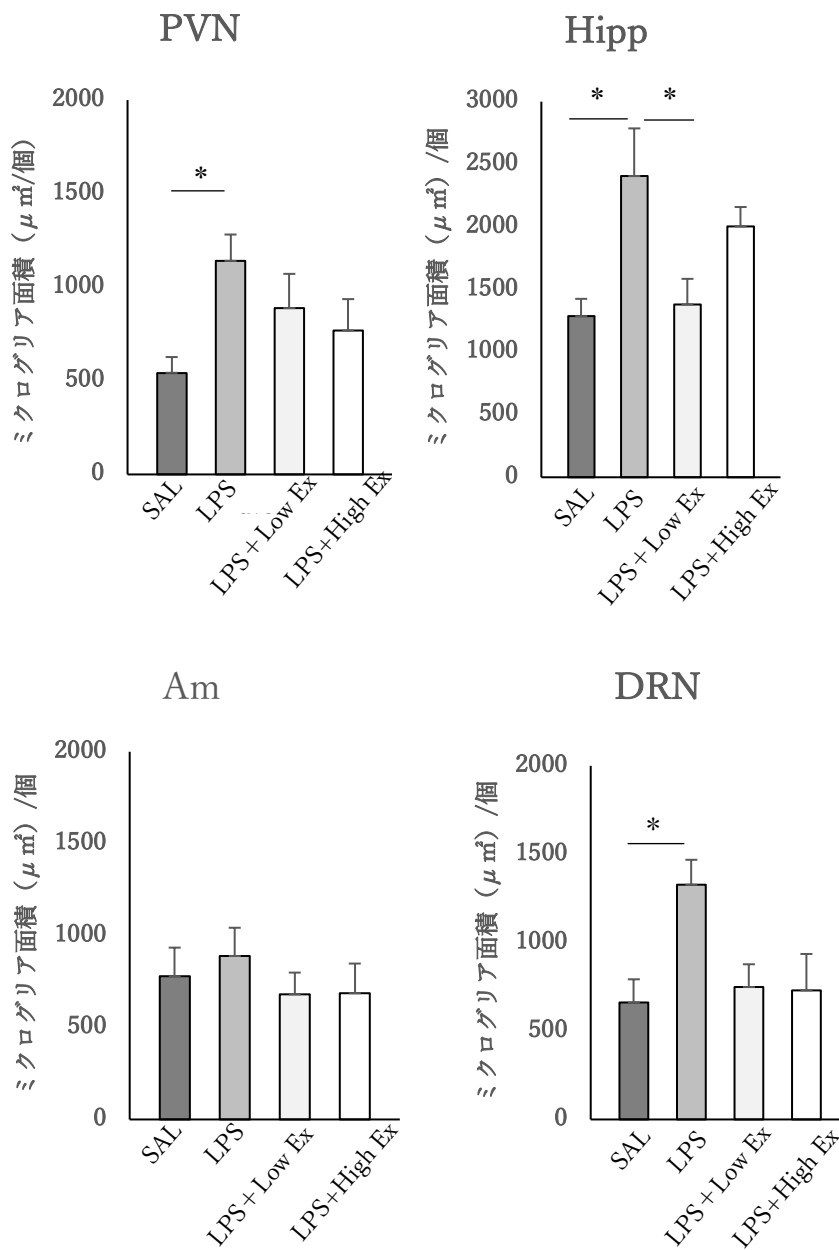 PVN
ミクログリア面積（μ㎡/個）
2000
1500
1000
500
0
*
SAL
LPS
LPS＋Low Ex
LPS+High Ex
Hipp
ミクログリア面積（μ㎡）/個
3000
2500
2000
1500
1000
500
0
*
*
SAL
LPS
LPS＋Low Ex
LPS+High Ex
Am
ミクログリア面積（μ㎡）/個
2000
1500
1000
500
0
SAL
LPS
LPS＋Low Ex
LPS+High Ex
DRN
ミクログリア面積（μ㎡）/個
2000
1500
1000
500
0
*
SAL
LPS
LPS＋Low Ex
LPS+High Ex